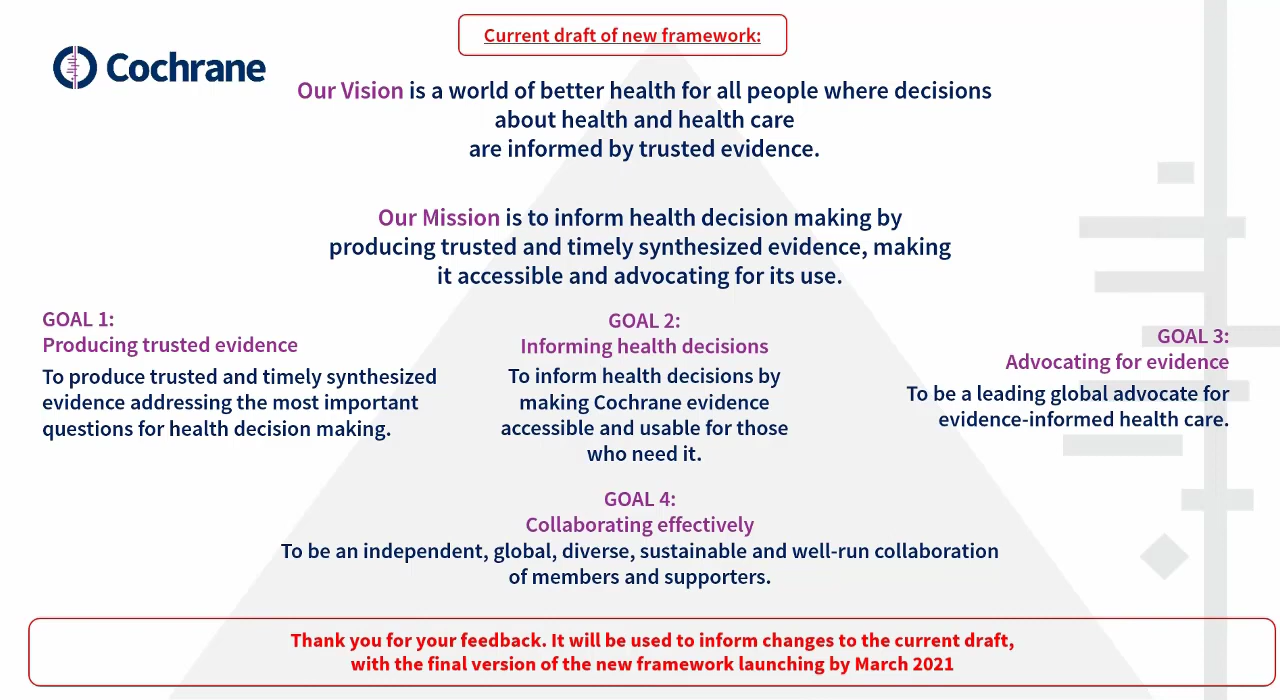 Current draft of new framework:
Cochrane
Our Vision is a world of better health for all people where decisions
about health and health care
are informed by trusted evidence.
Our Mission is to inform health decision making by
producing trusted and timely synthesized evidence, making
it accessible and advocating for its use.
GOAL 1:
Producing trusted evidence
To produce trusted and timely synthesized
evidence addressing the most important
questions for health decision making.
GOAL 2:
Informing health decisions
To inform health decisions by
making Cochrane evidence
accessible and usable for those
who need it.
GOAL 3:
Advocating for evidence
To be a leading global advocate for
evidence-informed health care.
GOAL 4:
Collaborating effectively
To be an independent, global, diverse, sustainable and well-run collaboration
of members and supporters.
Thank you for your feedback. It will be used to inform changes to the current draft,
with the final version of the new framework launching by March 2021